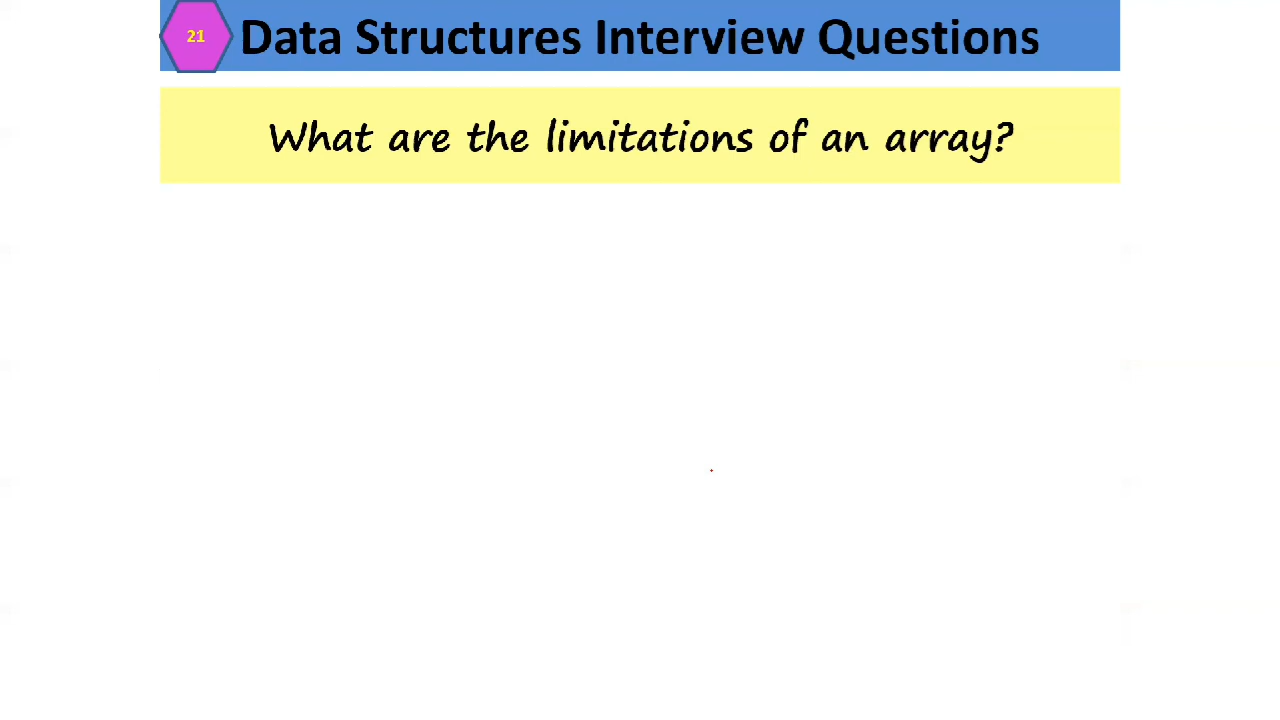 21
Data Structures Interview Questions
What are the limitations of an array?